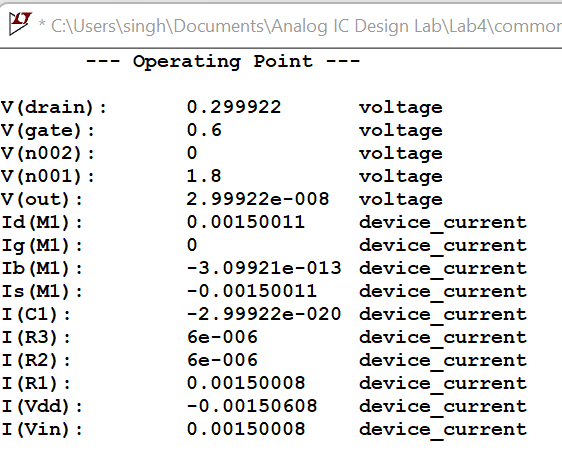 * C:\Users\singh\Documents\Analog IC Design Lab\Lab4\common
--- Operating Point ---
V(drain): 0.299922 voltage
V(gate): 0.6 voltage
V(n002): 0 voltage
V(n001): 1.8 voltage
V(out): 2.99922e-008 voltage
Id(M1): 0.00150011 device_current
Ig(M1): 0 device_current
Ib(M1): -3.09921e-013 device_current
Is(M1): -0.00150011 device_current
I(C1): -2.99922e-020 device_current
I(R3): 6e-006 device_current
I(R2): 6e-006 device_current
I(R1): 0.00150008 device_current
I(Vdd): -0.00150608 device_current
I(Vin): 0.00150008 device_current